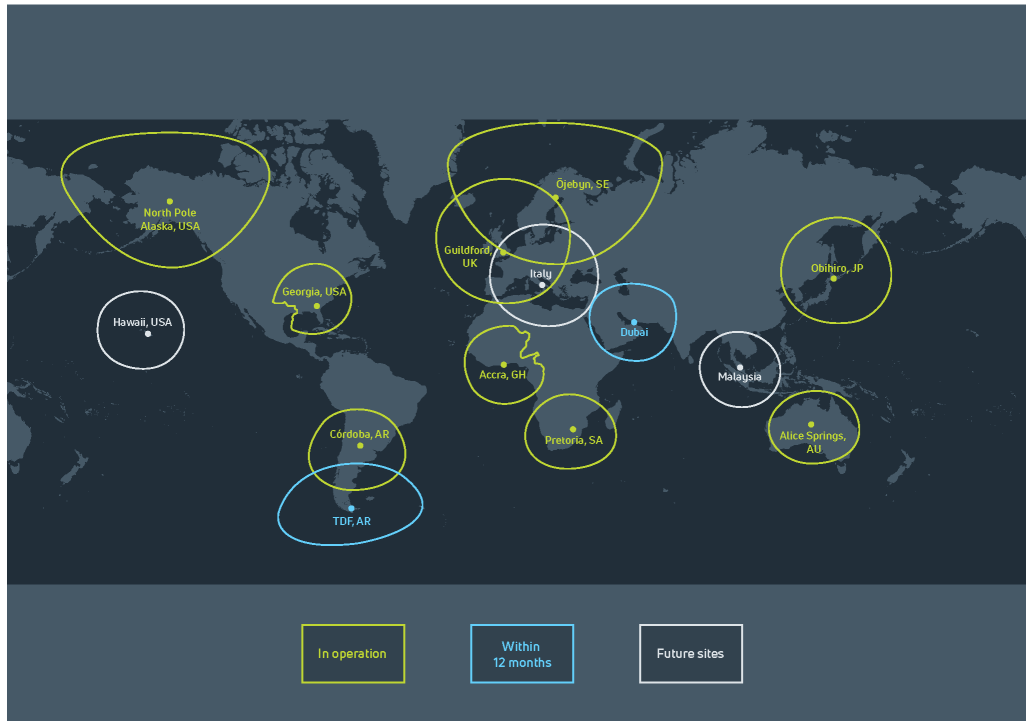 Öjebyn, SE
North Pole
Alaska, USA
Guildford,
UK
Italy
Obihiro, JP
Georgia, USA
Hawaii, USA
Dubai
Accra, GH
Malaysia
Córdoba, AR
Pretoria, SA
Alice Springs,
AU
TDF, AR
In operation
Within
12 months
Future sites